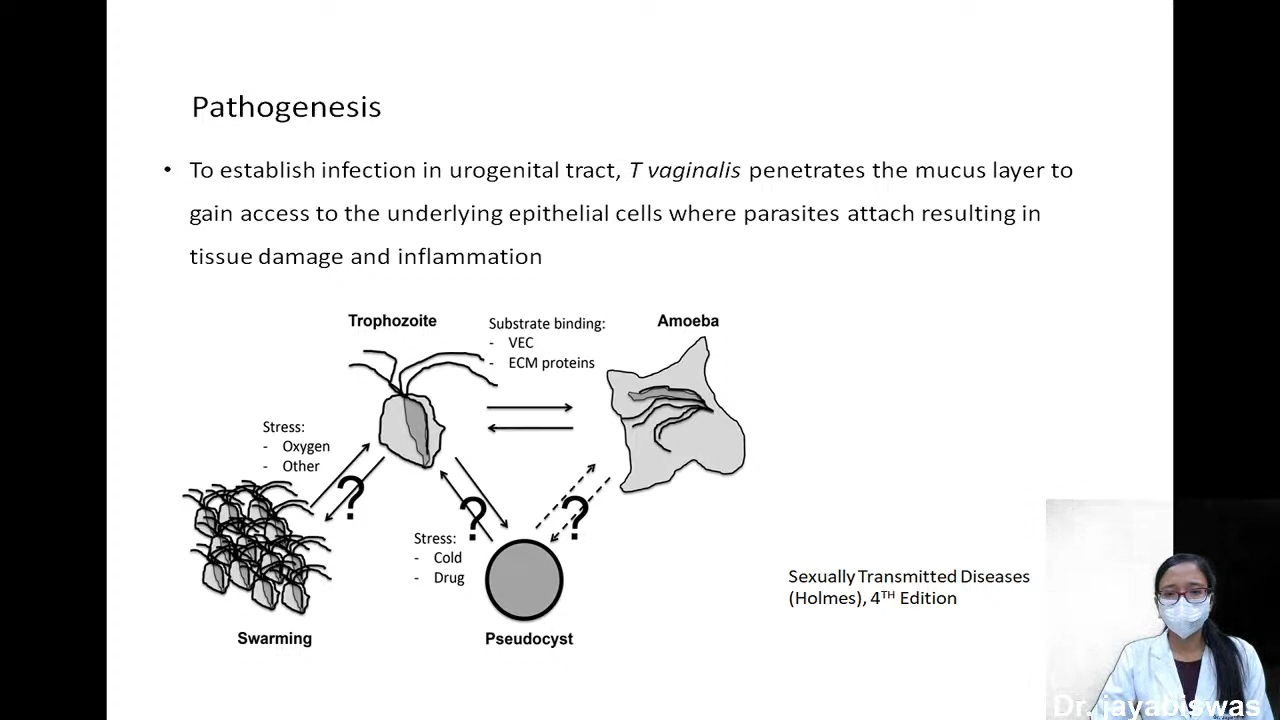 Pathogenesis
• To establish infection in urogenital tract, T vaginalis penetrates the mucus layer to
gain access to the underlying epithelial cells where parasites attach resulting in
tissue damage and inflammation
Trophozoite
Substrate binding:
- VEC
- ECM proteins
Amoeba
Stress:
- Oxygen
- Other
?
?
?
Stress:
- Cold
- Drug
Swarming
Pseudocyst
Sexually Transmitted Diseases
(Holmes), 4TH Edition
Dr. jayabiswas